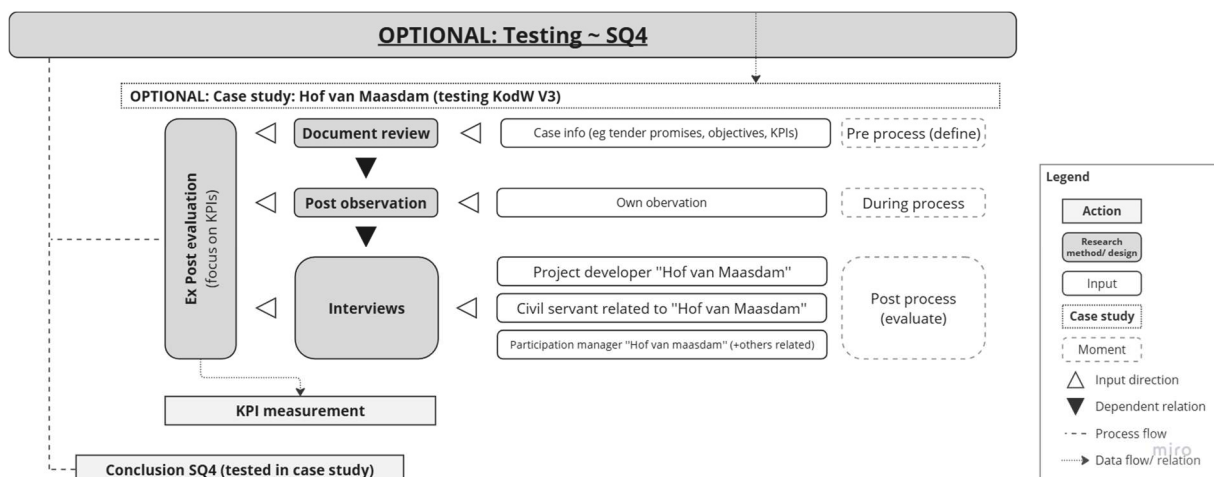 OPTIONAL: Testing ~ SQ4
OPTIONAL: Case study: Hof van Maasdam (testing KodW V3)
Ex Post evaluation
(focus on KPIs)
Document review
Case info (eg tender promises, objectives, KPIs)
Pre process (define)
Post observation
Own obervation
During process
Interviews
Project developer "Hof van Maasdam"
Civil servant related to "Hof van Maasdam"
Participation manager "Hof van maasdam" (+others related)
Post process
(evaluate)
KPI measurement
Conclusion SQ4 (tested in case study)
Legend
Action
Research
method/ design
Input
Case study
Moment
Input direction
Dependent relation
Process flow
Data flow/ relation
miro